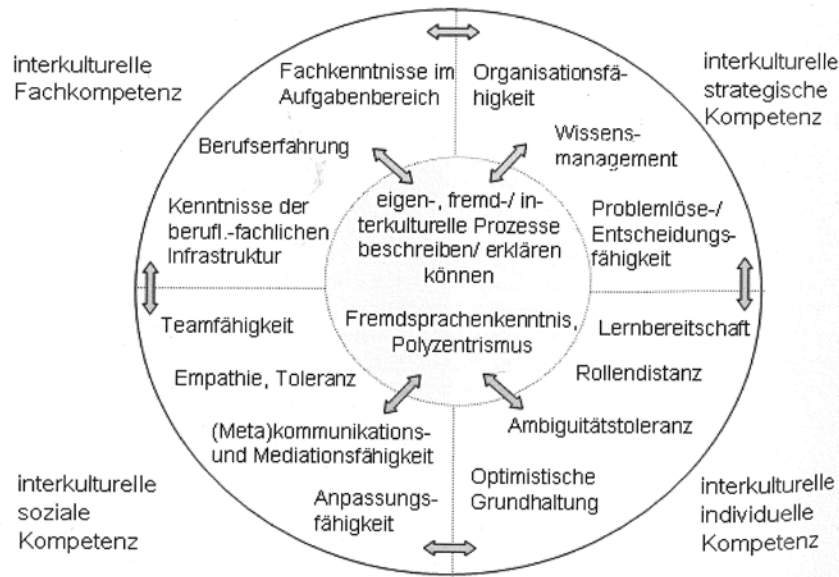 interkulturelle
Fachkompetenz
Fachkenntnisse im
Aufgabenbereich
Berufserfahrung
Kenntnisse der
berufl.-fachlichen
Infrastruktur
Organisationsfä-
higkeit
Wissens-
management
Problemlöse-/
Entscheidungs-
fähigkeit
interkulturelle
strategische
Kompetenz
eigen-, fremd-/ in-
terkulturelle Prozesse
beschreiben/ erklären
können
Fremdsprachenkenntnis,
Polyzentrismus
Teamfähigkeit
Empathie, Toleranz
(Meta)kommunikations-
und Mediationsfähigkeit
Anpassungs-
fähigkeit
interkulturelle
soziale
Kompetenz
Lernbereitschaft
Rollendistanz
Ambiguitätstoleranz
Optimistische
Grundhaltung
interkulturelle
individuelle
Kompetenz